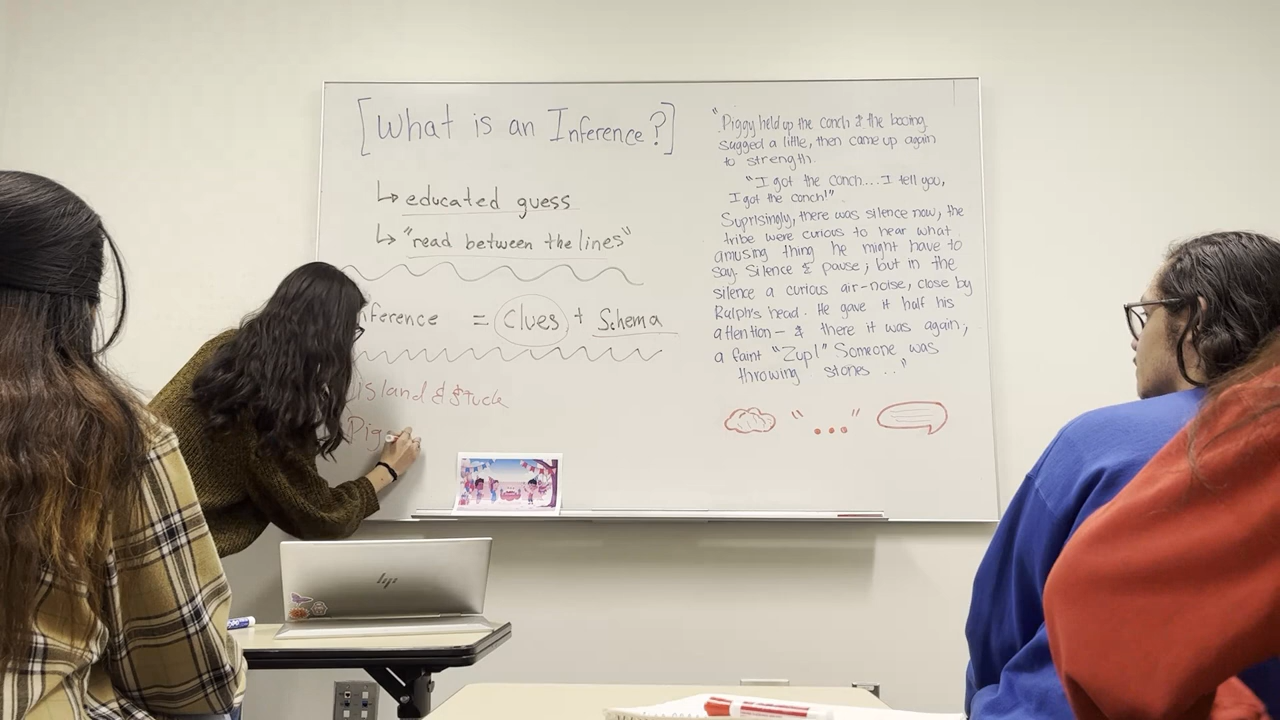 [What is an Inference?]
↳ educated guess
↳ "read between the lines"
nference = Clues + Schema
island & stuck
Pigg
"Piggy held up the conch & the booing
sagged a little, then came up again
to strength.
"I got the conch....I tell you,
I got the conch!"
Suprisingly, there was silence now, the
tribe were curious to hear what
amusing thing he might have to
say. Silence & pause; but in the
silence a curious air-noise, close by
Ralph's head. He gave it half his
attention - & there it was again;
a faint "Zup!" Someone was
throwing stones ..."
" ... "
hp